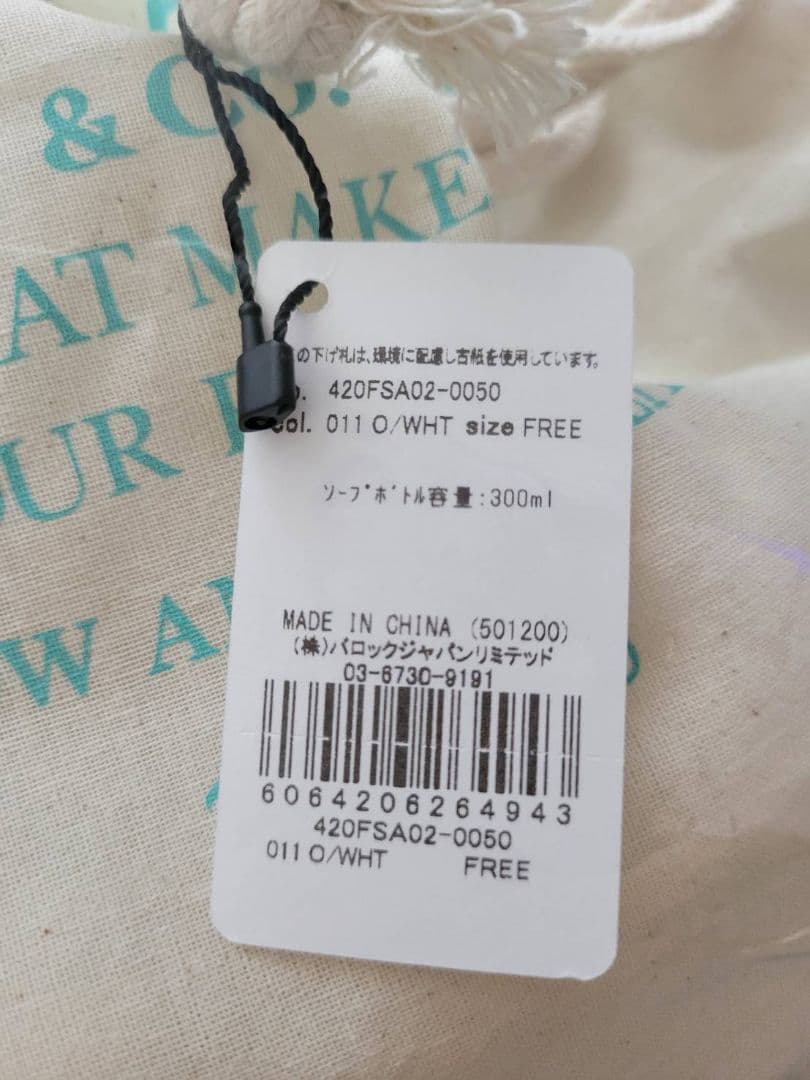 & CO.
AT MAKE
OUR
W
の下げ札は、環境に配慮し古紙を使用しています。
420FSA02-0050
col. 011 O/WHT size FREE
ソープボトル容量:300ml
MADE IN CHINA (501200)
(株)バロックジャパンリミテッド
03-6730-9191
6064206264943
420FSA02-0050
011 O/WHT FREE